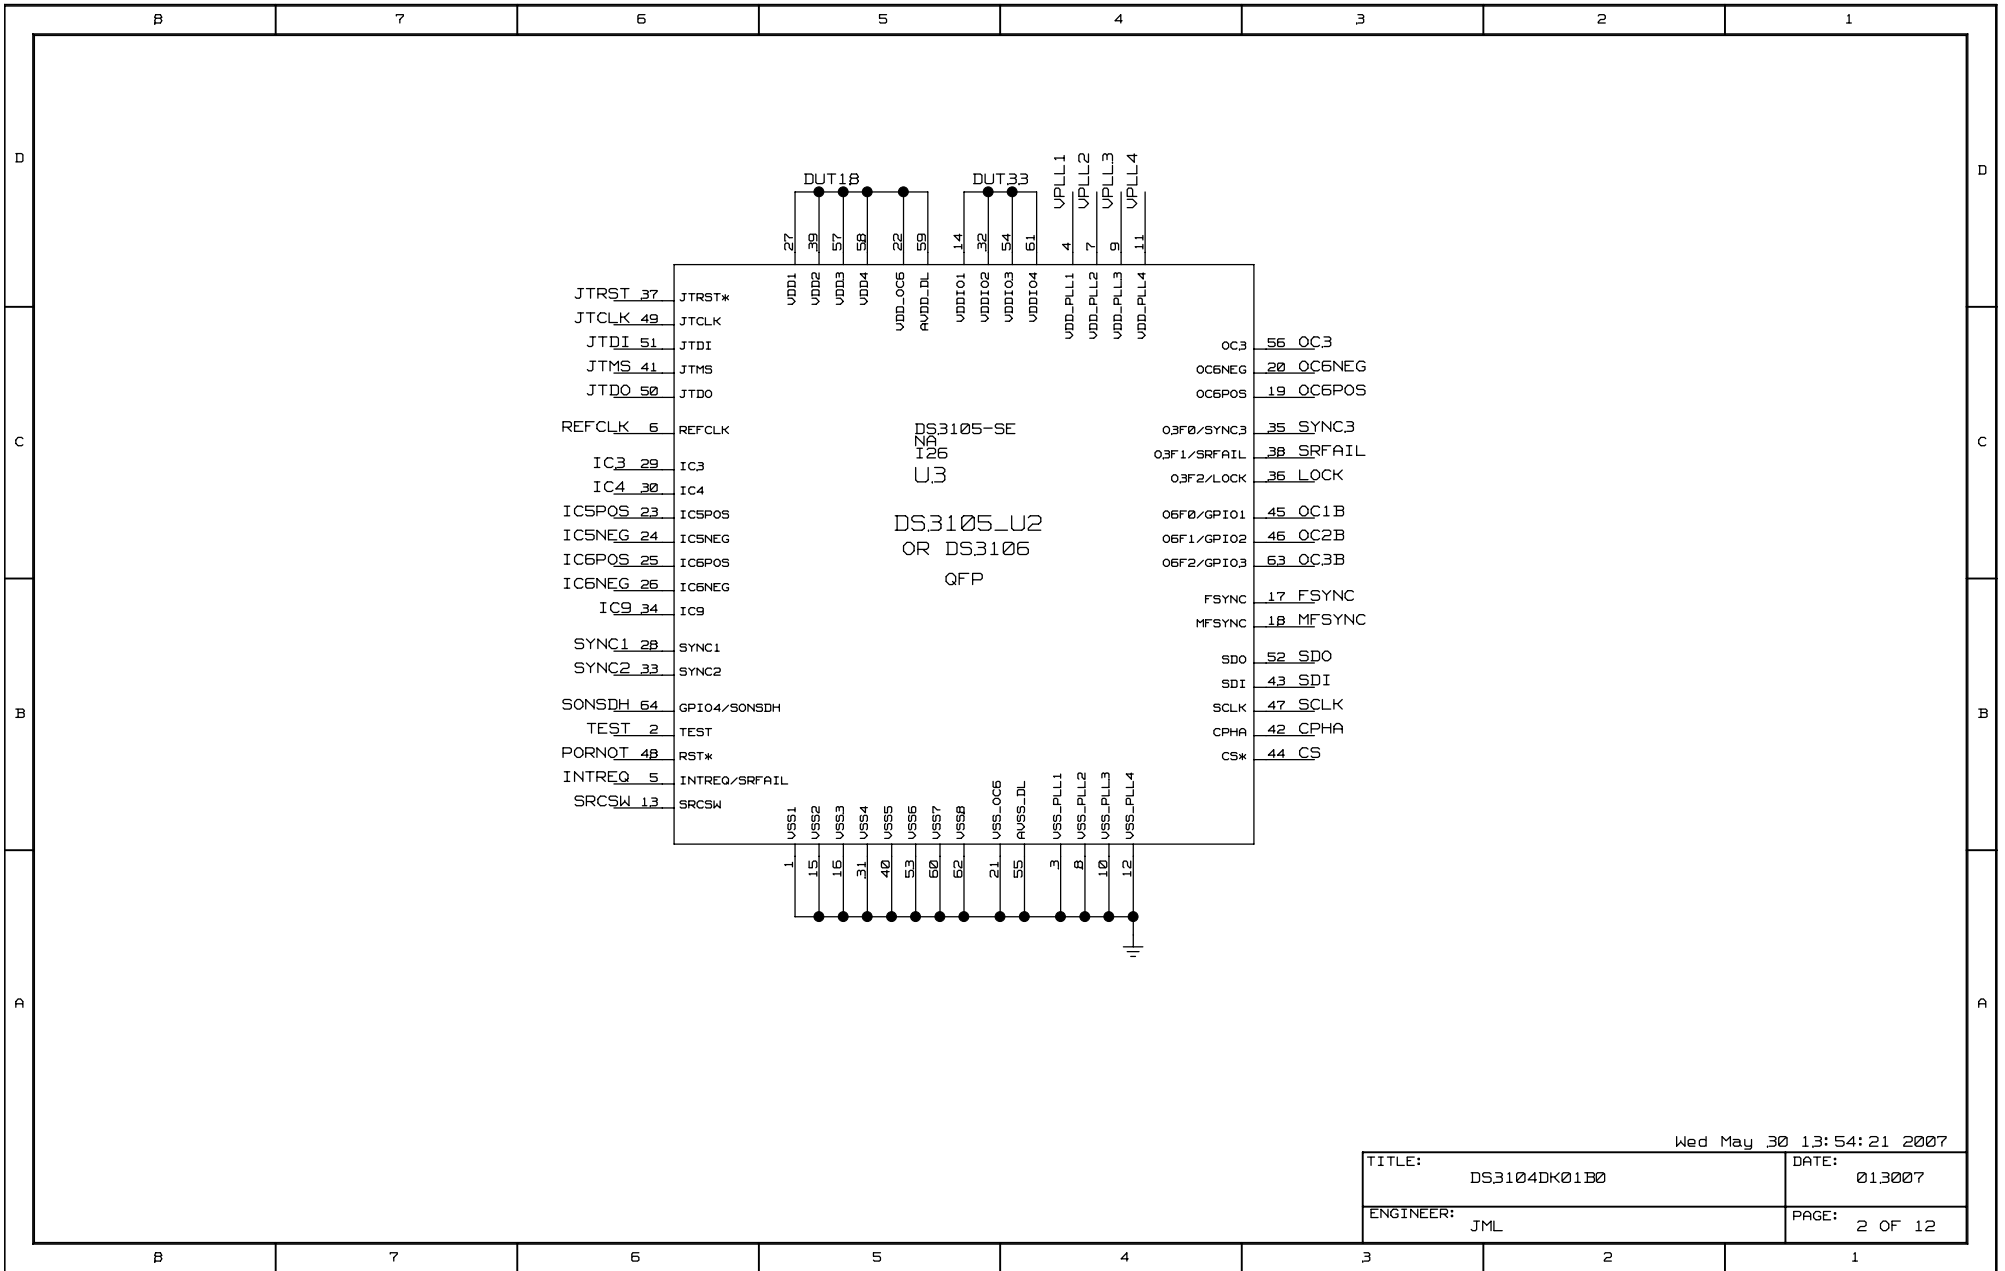 8 7 6 5 4 3 2 1
D D
C C
B B
A A
DUT18
DUT33
VPLL1
VPLL2
VPLL3
VPLL4
27 39 57 58 22 59 14 32 54 61 4 7 9 11
VDD1
VDD2
VDD3
VDD4
VDD_OC6
AVDD_DL
VDDIO1
VDDIO2
VDDIO3
VDDIO4
VDD_PLL1
VDD_PLL2
VDD_PLL3
VDD_PLL4
JTRST 37 JTRST*
JTCLK 49 JTCLK
JTDI 51 JTDI
JTMS 41 JTMS
JTDO 50 JTDO
REFCLK 6 REFCLK
IC3 29 IC3
IC4 30 IC4
IC5POS 23 IC5POS
IC5NEG 24 IC5NEG
IC6POS 25 IC6POS
IC6NEG 26 IC6NEG
IC9 34 IC9
SYNC1 28 SYNC1
SYNC2 33 SYNC2
SONSDH 64 GPIO4/SONSDH
TEST 2 TEST
PORNOT 48 RST*
INTREQ 5 INTREQ/SRFAIL
SRCSW 13 SRCSW
DS3105-SE
NA
I26
U3
DS3105_U2
OR DS3106
QFP
OC3 56 OC3
OC6NEG 20 OC6NEG
OC6POS 19 OC6POS
O3F0/SYNC3 35 SYNC3
O3F1/SRFAIL 38 SRFAIL
O3F2/LOCK 36 LOCK
O6F0/GPIO1 45 OC1B
O6F1/GPIO2 46 OC2B
O6F2/GPIO3 63 OC3B
FSYNC 17 FSYNC
MFSYNC 18 MFSYNC
SDO 52 SDO
SDI 43 SDI
SCLK 47 SCLK
CPHA 42 CPHA
CS* 44 CS
VSS1
VSS2
VSS3
VSS4
VSS5
VSS6
VSS7
VSS8
VSS_OC6
AVSS_DL
VSS_PLL1
VSS_PLL2
VSS_PLL3
VSS_PLL4
1 15 16 31 40 53 60 62 21 55 3 8 10 12
Wed May 30 13:54:21 2007
TITLE:
DS3104DK01B0
DATE:
013007
ENGINEER:
JML
PAGE:
2 OF 12
8 7 6 5 4 3 2 1